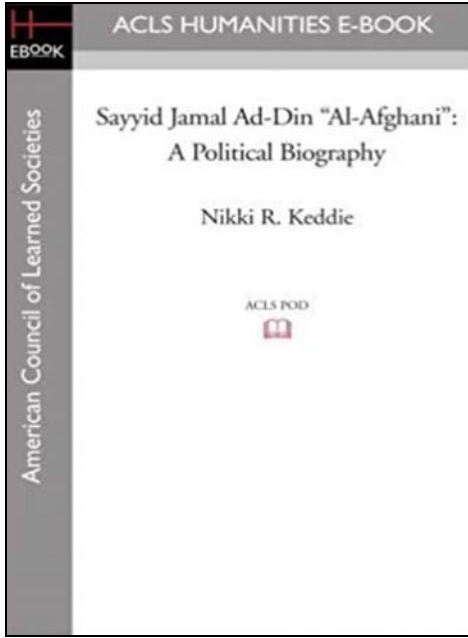 EBOOK
ACLS HUMANITIES E-BOOK
American Council of Learned Societies
Sayyid Jamal Ad-Din “Al-Afghani”:
A Political Biography
Nikki R. Keddie
ACLS POD